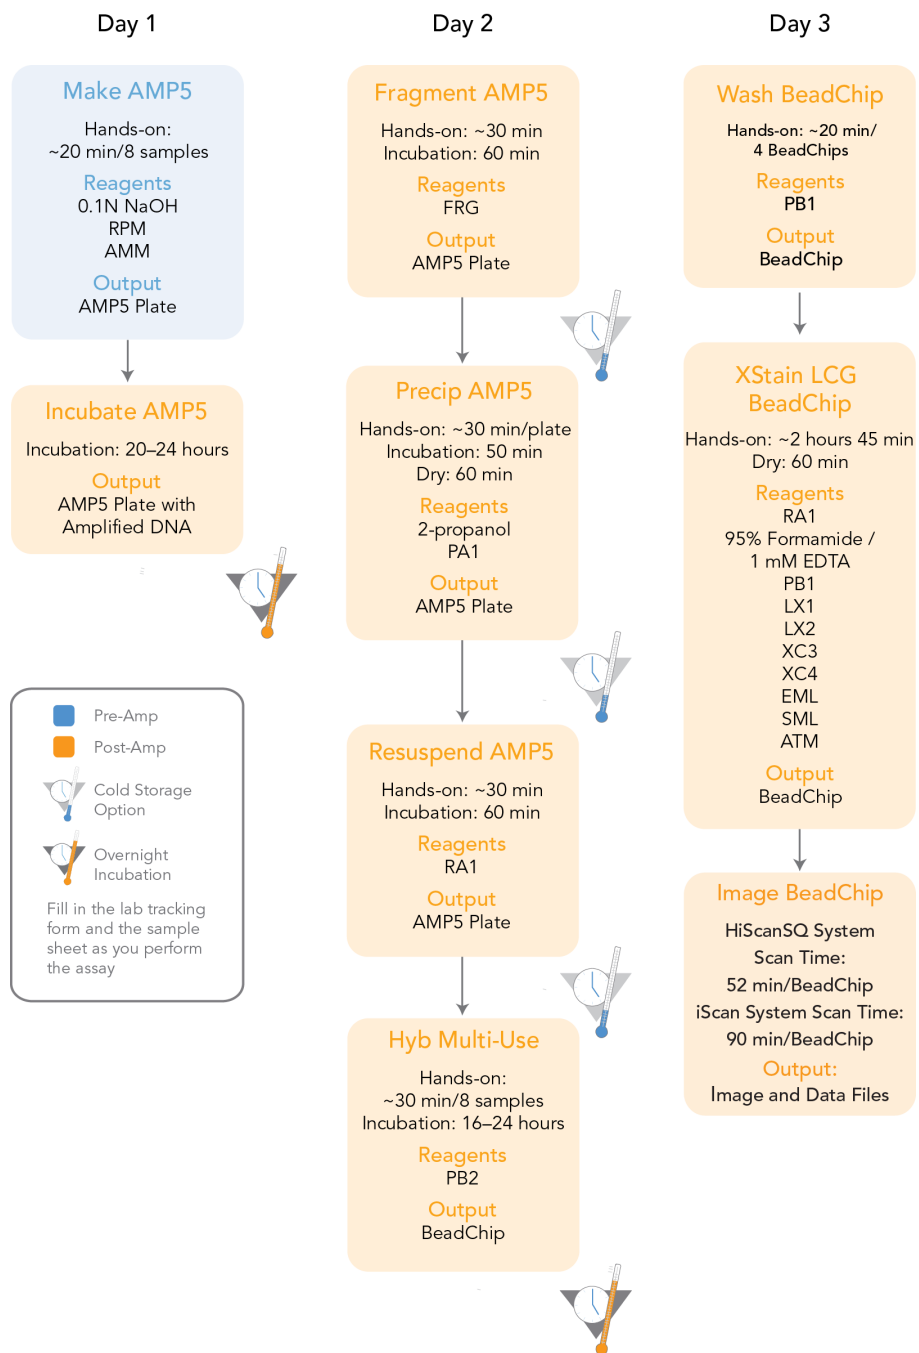 Day 1
Make AMP5
Hands-on:
~20 min/8 samples
Reagents
0.1N NaOH
RPM
AMM
Output
AMP5 Plate
Incubate AMP5
Incubation: 20–24 hours
Output
AMP5 Plate with
Amplified DNA
Pre-Amp
Post-Amp
Cold Storage
Option
Overnight
Incubation
Fill in the lab tracking
form and the sample
sheet as you perform
the assay
Day 2
Fragment AMP5
Hands-on: ~30 min
Incubation: 60 min
Reagents
FRG
Output
AMP5 Plate
Precip AMP5
Hands-on: ~30 min/plate
Incubation: 50 min
Dry: 60 min
Reagents
2-propanol
PA1
Output
AMP5 Plate
Resuspend AMP5
Hands-on: ~30 min
Incubation: 60 min
Reagents
RA1
Output
AMP5 Plate
Hyb Multi-Use
Hands-on:
~30 min/8 samples
Incubation: 16–24 hours
Reagents
PB2
Output
BeadChip
Day 3
Wash BeadChip
Hands-on: ~20 min/
4 BeadChips
Reagents
PB1
Output
BeadChip
XStain LCG
BeadChip
Hands-on: ~2 hours 45 min
Dry: 60 min
Reagents
RA1
95% Formamide /
1 mM EDTA
PB1
LX1
LX2
XC3
XC4
EML
SML
ATM
Output
BeadChip
Image BeadChip
HiScanSQ System
Scan Time:
52 min/BeadChip
iScan System Scan Time:
90 min/BeadChip
Output:
Image and Data Files